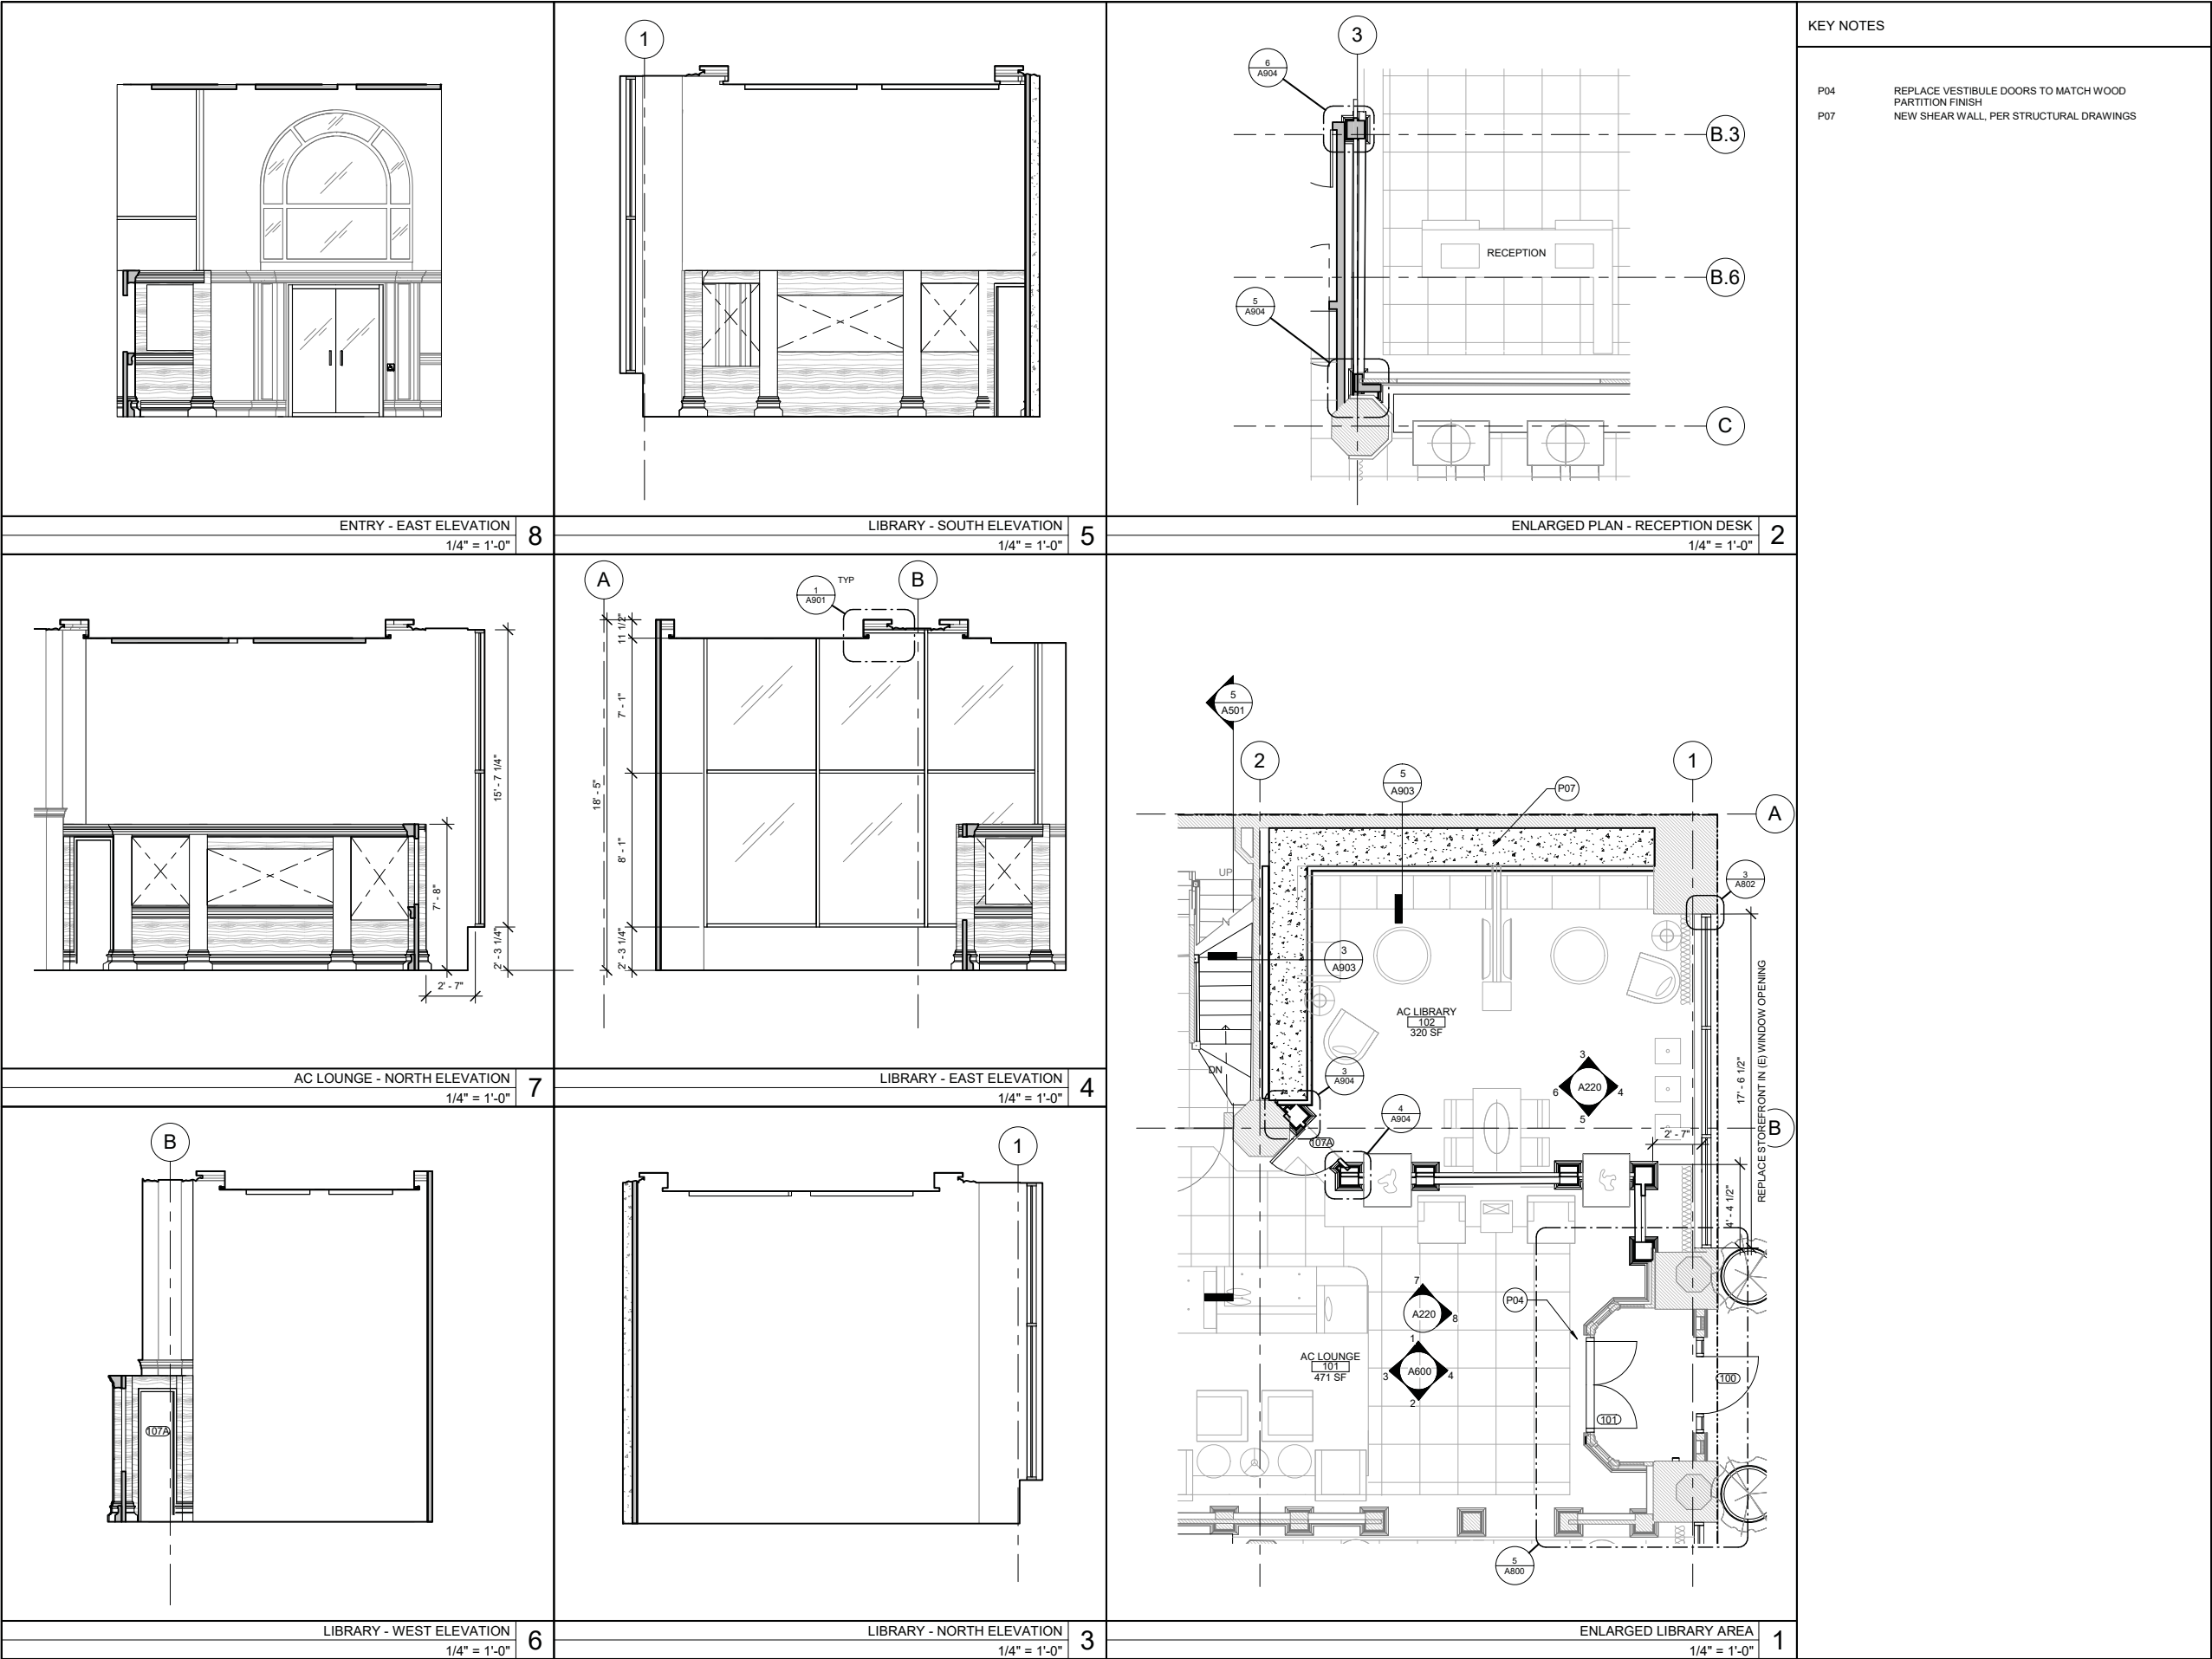 KEY NOTES
P04 REPLACE VESTIBULE DOORS TO MATCH WOOD
PARTITION FINISH
P07 NEW SHEAR WALL, PER STRUCTURAL DRAWINGS
ENTRY - EAST ELEVATION 8
1/4" = 1'-0"
1
LIBRARY - SOUTH ELEVATION 5
1/4" = 1'-0"
3
6
A904
B.3
RECEPTION
B.6
5
A904
C
ENLARGED PLAN - RECEPTION DESK 2
1/4" = 1'-0"
15' - 7 1/4"
7' - 8"
2' - 3 1/4"
2' - 7"
AC LOUNGE - NORTH ELEVATION 7
1/4" = 1'-0"
A
B
1
A901
TYP
11 1/2"
7' - 1"
18' - 5"
8' - 1"
2' - 3 1/4"
LIBRARY - EAST ELEVATION 4
1/4" = 1'-0"
B
107A
LIBRARY - WEST ELEVATION 6
1/4" = 1'-0"
1
LIBRARY - NORTH ELEVATION 3
1/4" = 1'-0"
5
A501
2
1
5
A903
P07
A
UP
3
A802
3
A903
AC LIBRARY
102
320 SF
REPLACE STOREFRONT IN (E) WINDOW OPENING
17' - 6 1/2"
DN
3
A904
3
6 A220 4
5
4
A904
107A
B
2' - 7"
4' - 4 1/2"
7
A220
8
P04
1
AC LOUNGE
101
471 SF
3 A600 4
2
100
101
5
A800
ENLARGED LIBRARY AREA 1
1/4" = 1'-0"